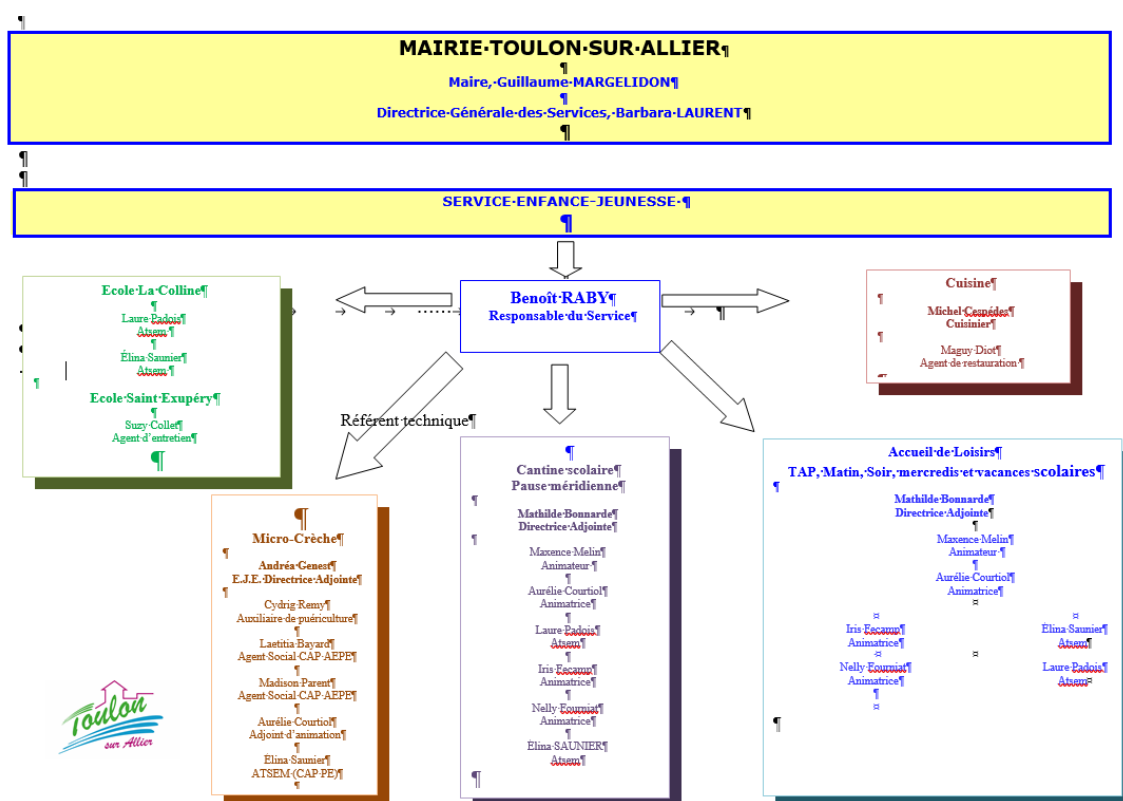 MAIRIE TOULON SUR ALLIER
Maire, Guillaume MARGELIDON
Directrice Générale des Services, Barbara LAURENT
SERVICE ENFANCE-JEUNESSE
Benoît RABY
Responsable du Service
Ecole La Colline
Laure Padois
Atsem
Élina Saunier
Atsem
Ecole Saint Exupéry
Suzy Collet
Agent d'entretien
Cuisine
Michel Cespédes
Cuisinier
Maguy Diot
Agent de restauration
Référent technique
Micro-Crèche
Andréa Genest
E.J.E. Directrice Adjointe
Cydrig Remy
Auxiliaire de puériculture
Laetitia Bayard
Agent Social CAP AEPE
Madison Parent
Agent Social CAP AEPE
Aurélie Courtiol
Adjoint d'animation
Élina Saunier
ATSEM (CAP PE)
Cantine scolaire
Pause méridienne
Mathilde Bonnarde
Directrice Adjointe
Maxence Melin
Animateur
Aurélie Courtiol
Animatrice
Laure Padois
Atsem
Iris Fecamp
Animatrice
Nelly Fourniat
Animatrice
Élina SAUNIER
Atsem
Accueil de Loisirs
TAP, Matin, Soir, mercredis et vacances scolaires
Mathilde Bonnarde
Directrice Adjointe
Maxence Melin
Animateur
Aurélie Courtiol
Animatrice
Iris Fecamp
Animatrice
Élina Saunier
Atsem
Nelly Fourniat
Animatrice
Laure Padois
Atsem
Toulon
sur Allier